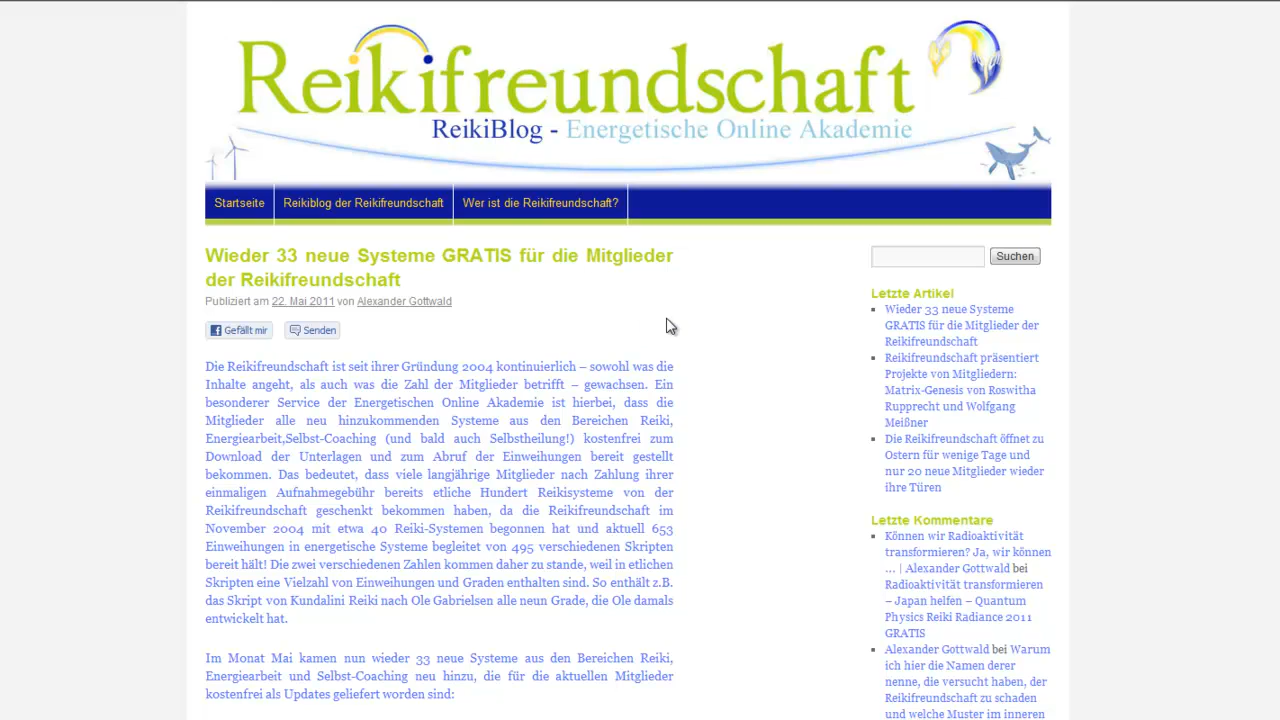 Reikifreundschaft
ReikiBlog - Energetische Online Akademie
Startseite
Reikiblog der Reikifreundschaft
Wer ist die Reikifreundschaft?
Wieder 33 neue Systeme GRATIS für die Mitglieder
der Reikifreundschaft
Publiziert am 22. Mai 2011 von Alexander Gottwald
Gefällt mir
Senden
Die Reikifreundschaft ist seit ihrer Gründung 2004 kontinuierlich – sowohl was die
Inhalte angeht, als auch was die Zahl der Mitglieder betrifft – gewachsen. Ein
besonderer Service der Energetischen Online Akademie ist hierbei, dass die
Mitglieder alle neu hinzukommenden Systeme aus den Bereichen Reiki,
Energiearbeit,Selbst-Coaching (und bald auch Selbstheilung!) kostenfrei zum
Download der Unterlagen und zum Abruf der Einweihungen bereit gestellt
bekommen. Das bedeutet, dass viele langjährige Mitglieder nach Zahlung ihrer
einmaligen Aufnahmegebühr bereits etliche Hundert Reikisysteme von der
Reikifreundschaft geschenkt bekommen haben, da die Reikifreundschaft im
November 2004 mit etwa 40 Reiki-Systemen begonnen hat und aktuell 653
Einweihungen in energetische Systeme begleitet von 495 verschiedenen Skripten
bereit hält! Die zwei verschiedenen Zahlen kommen daher zu stande, weil in etlichen
Skripten eine Vielzahl von Einweihungen und Graden enthalten sind. So enthält z.B.
das Skript von Kundalini Reiki nach Ole Gabrielsen alle neun Grade, die Ole damals
entwickelt hat.
Im Monat Mai kamen nun wieder 33 neue Systeme aus den Bereichen Reiki,
Energiearbeit und Selbst-Coaching neu hinzu, die für die aktuellen Mitglieder
kostenfrei als Updates geliefert worden sind:
Suchen
Letzte Artikel
Wieder 33 neue Systeme
GRATIS für die Mitglieder der
Reikifreundschaft
Reikifreundschaft präsentiert
Projekte von Mitgliedern:
Matrix-Genesis von Roswitha
Rupprecht und Wolfgang
Meißner
Die Reikifreundschaft öffnet zu
Ostern für wenige Tage und
nur 20 neue Mitglieder wieder
ihre Türen
Letzte Kommentare
Können wir Radioaktivität
transformieren? Ja, wir können
... | Alexander Gottwald bei
Radioaktivität transformieren
– Japan helfen – Quantum
Physics Reiki Radiance 2011
GRATIS
Alexander Gottwald bei Warum
ich hier die Namen derer
nenne, die versucht haben, der
Reikifreundschaft zu schaden
und welche Muster im inneren